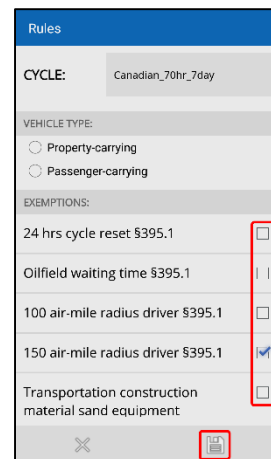 Rules
CYCLE: Canadian_70hr_7day
VEHICLE TYPE:
Property-carrying
Passenger-carrying
EXEMPTIONS:
24 hrs cycle reset §395.1
Oilfield waiting time §395.1
100 air-mile radius driver §395.1
150 air-mile radius driver §395.1
Transportation construction
material sand equipment